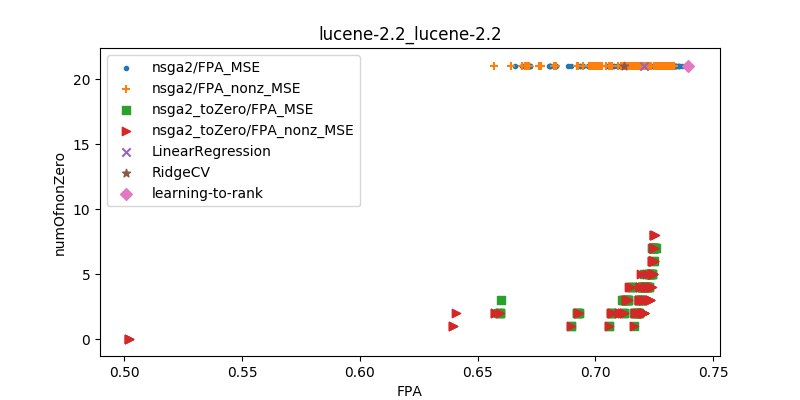 lucene-2.2_lucene-2.2
nsga2/FPA_MSE
nsga2/FPA_nonz_MSE
nsga2_toZero/FPA_MSE
nsga2_toZero/FPA_nonz_MSE
LinearRegression
RidgeCV
learning-to-rank
numOfnonZero
20
15
10
5
0
0.50 0.55 0.60 0.65 0.70 0.75
FPA